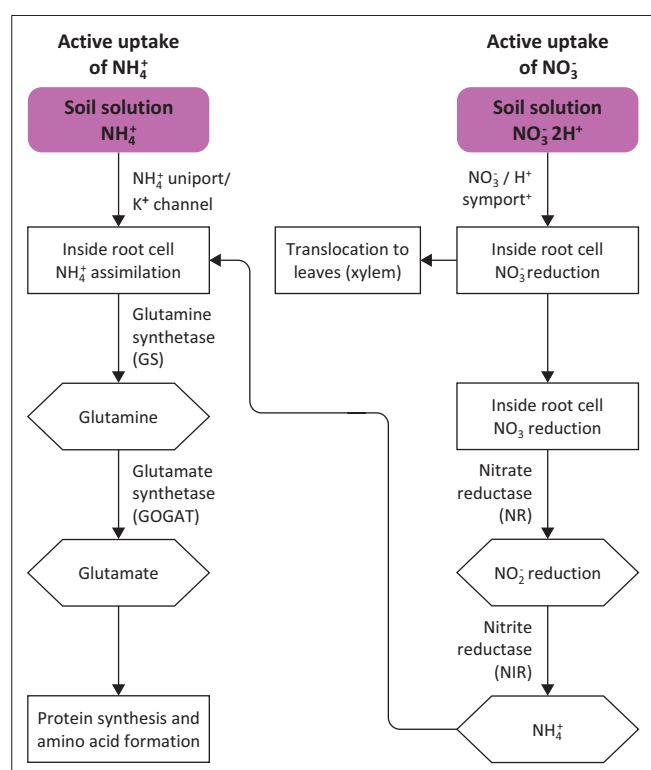 Active uptake
of NH₄⁺
Soil solution
NH₄⁺
NH₄⁺ uniport/
K⁺ channel
Inside root cell
NH₄⁺ assimilation
Glutamine
synthetase
(GS)
Glutamine
Glutamate
synthetase
(GOGAT)
Glutamate
Protein synthesis and
amino acid formation
Active uptake
of NO₃⁻
Soil solution
NO₃⁻ 2H⁺
NO₃⁻ / H⁺
symport⁺
Translocation to
leaves (xylem)
Inside root cell
NO₃⁻ reduction
Inside root cell
NO₃ reduction
Nitrate
reductase
(NR)
NO₂⁻ reduction
Nitrite
reductase
(NIR)
NH₄⁺